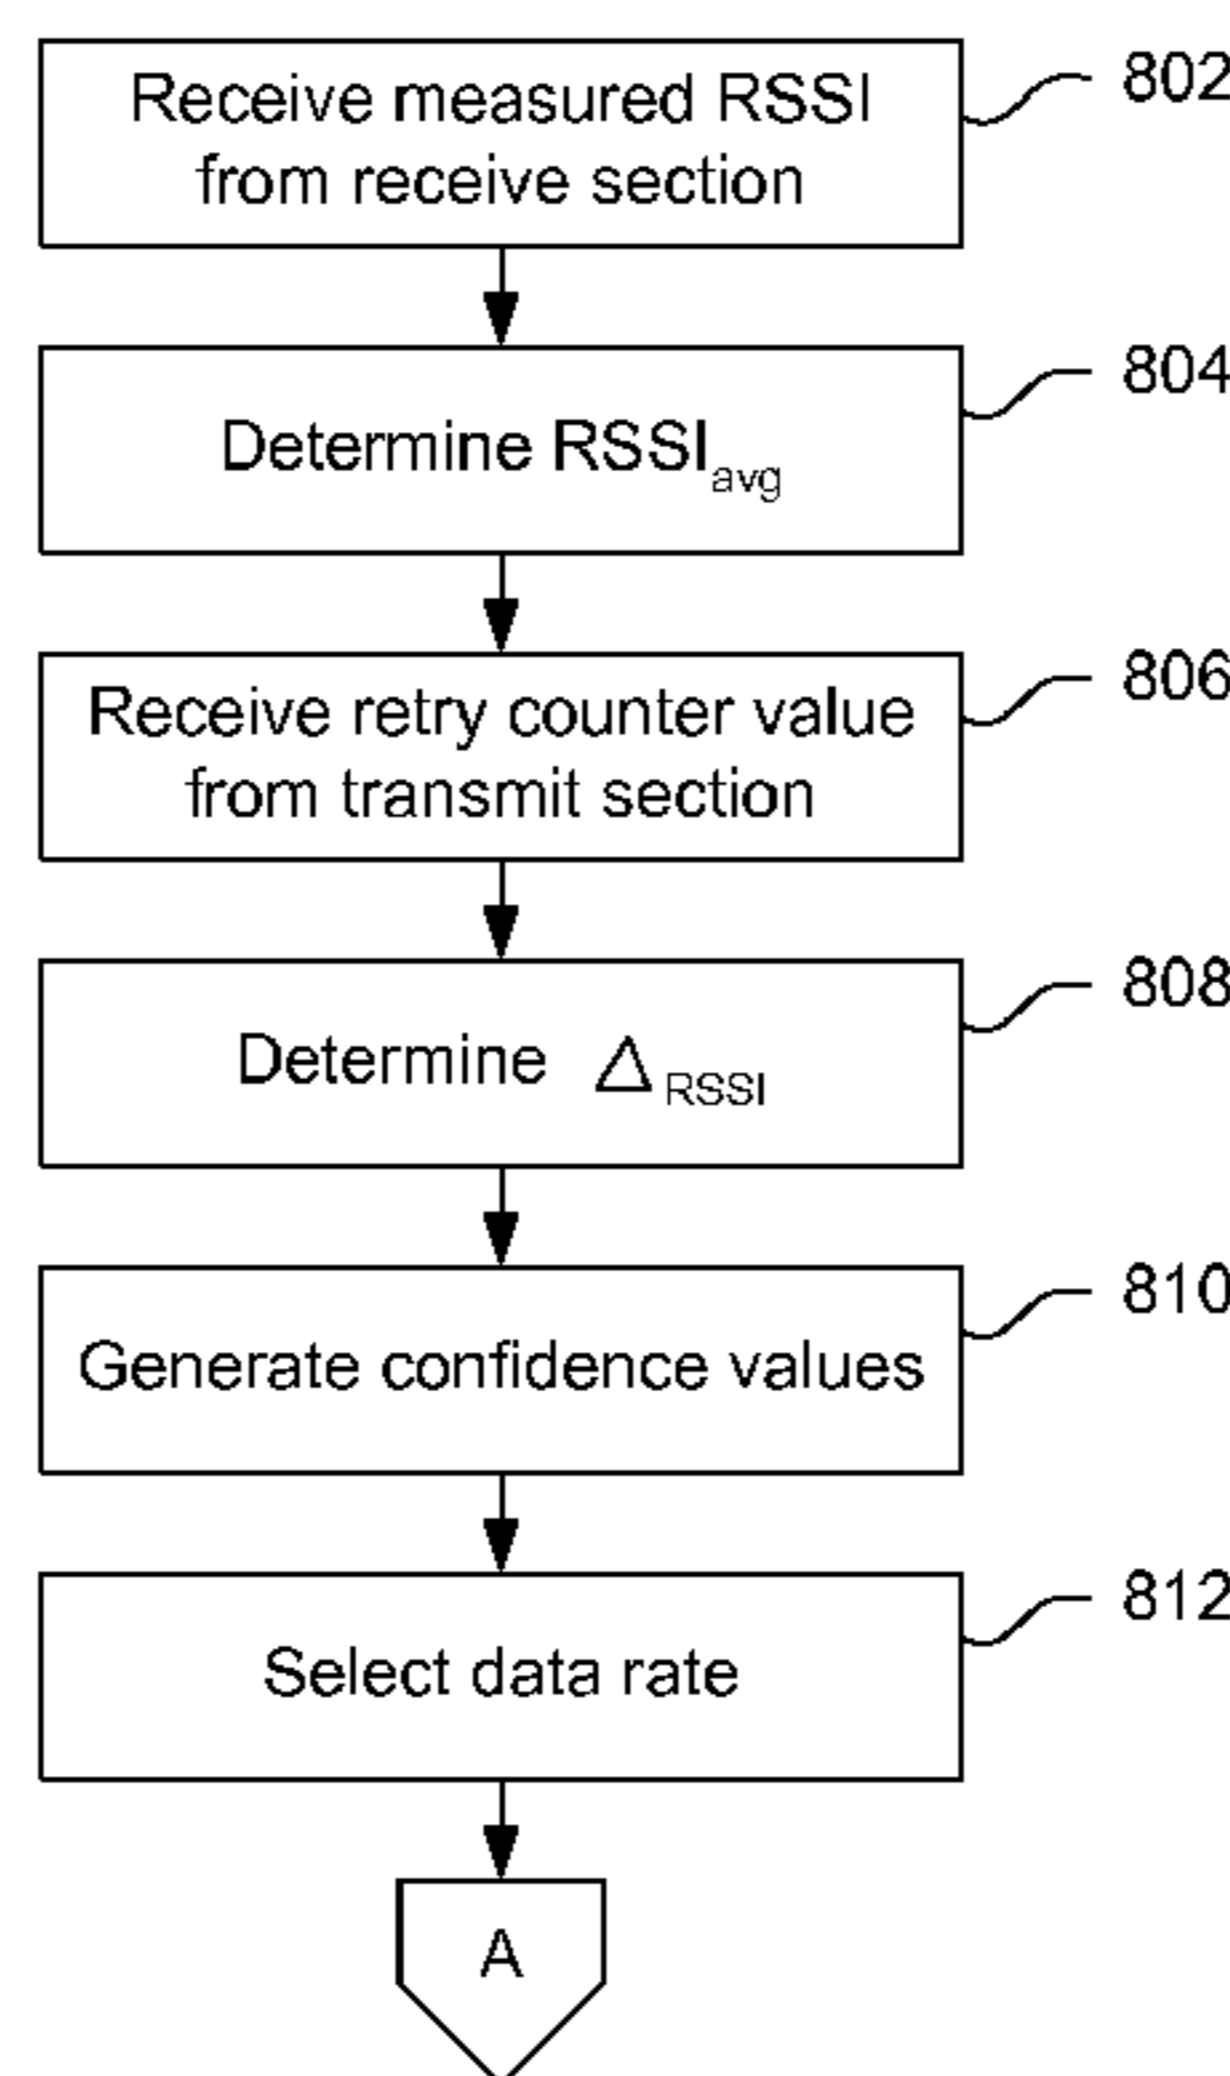 Receive measured RSSI
from receive section
802
Determine RSSIavg
804
Receive retry counter value
from transmit section
806
Determine Δ RSSI
808
Generate confidence values
810
Select data rate
812
A